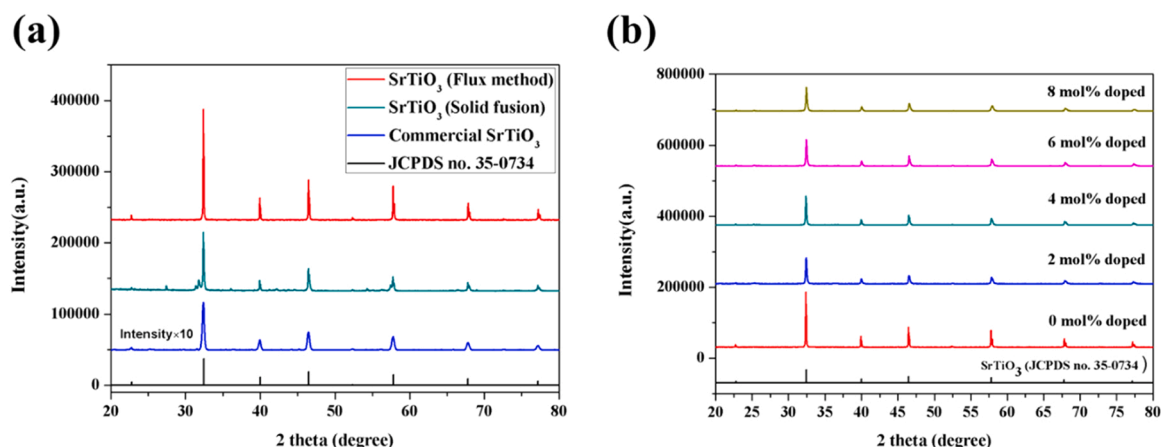 (a)
Intensity(a.u.)
400000
300000
200000
100000
0
SrTiO3 (Flux method)
SrTiO3 (Solid fusion)
Commercial SrTiO3
JCPDS no. 35-0734
Intensity×10
20 30 40 50 60 70 80
2 theta (degree)
(b)
Intensity(a.u.)
800000
600000
400000
200000
0
8 mol% doped
6 mol% doped
4 mol% doped
2 mol% doped
0 mol% doped
SrTiO3 (JCPDS no. 35-0734 )
20 25 30 35 40 45 50 55 60 65 70 75 80
2 theta (degree)